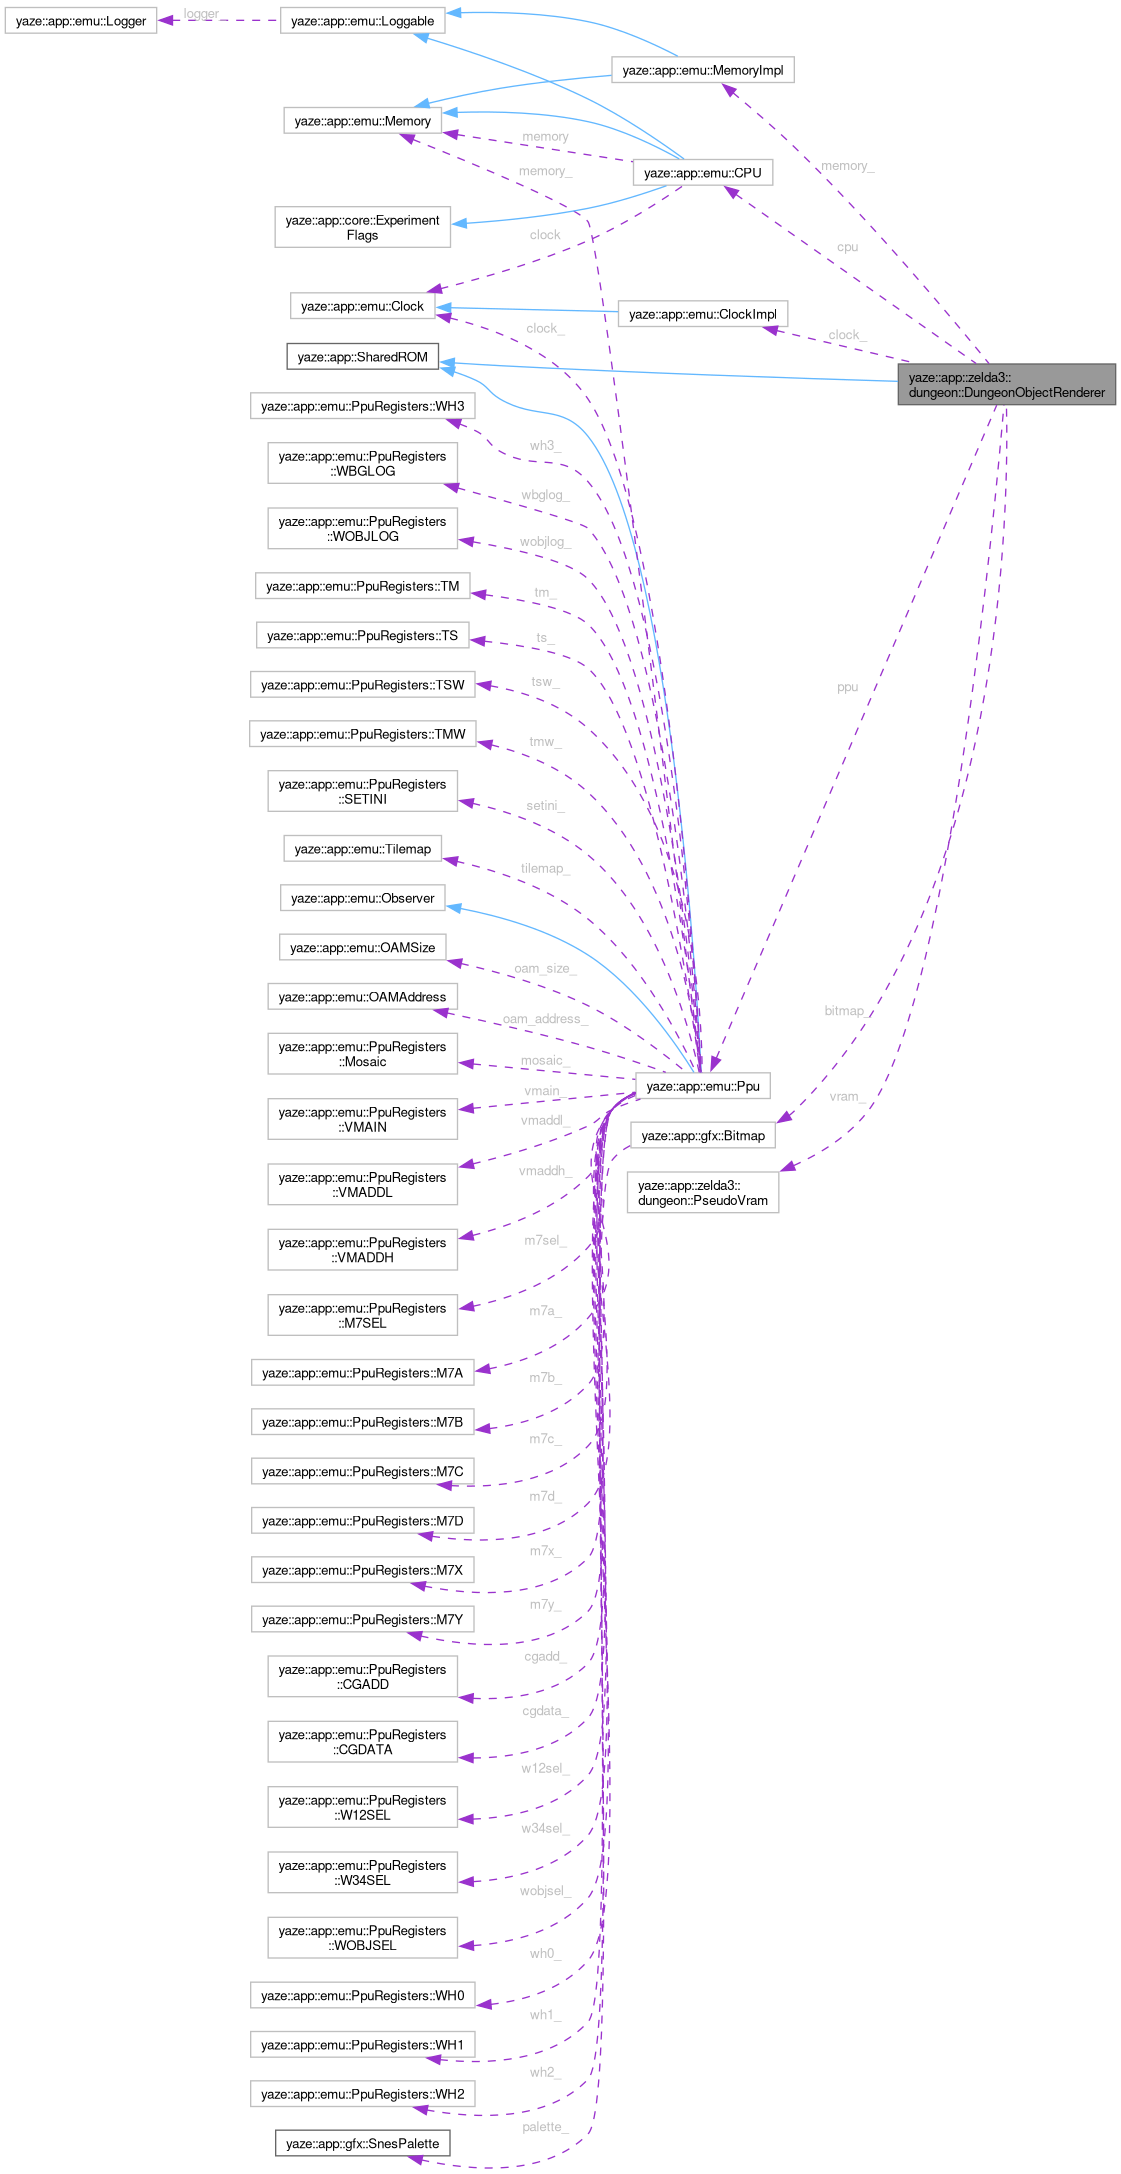 yaze::app::emu::Logger
logger_
yaze::app::emu::Loggable
yaze::app::emu::MemoryImpl
yaze::app::emu::Memory
memory
memory_
yaze::app::emu::CPU
memory_
yaze::app::core::Experiment
Flags
clock
cpu
yaze::app::emu::Clock
yaze::app::emu::ClockImpl
clock_
clock_
yaze::app::SharedROM
yaze::app::zelda3::
dungeon::DungeonObjectRenderer
yaze::app::emu::PpuRegisters::WH3
wh3_
yaze::app::emu::PpuRegisters
::WBGLOG
wbglog_
yaze::app::emu::PpuRegisters
::WOBJLOG
wobjlog_
yaze::app::emu::PpuRegisters::TM
tm_
yaze::app::emu::PpuRegisters::TS
ts_
yaze::app::emu::PpuRegisters::TSW
tsw_
ppu
yaze::app::emu::PpuRegisters::TMW
tmw_
yaze::app::emu::PpuRegisters
::SETINI
setini_
yaze::app::emu::Tilemap
tilemap_
yaze::app::emu::Observer
yaze::app::emu::OAMSize
oam_size_
yaze::app::emu::OAMAddress
oam_address_
bitmap_
yaze::app::emu::PpuRegisters
::Mosaic
mosaic_
yaze::app::emu::Ppu
vram_
yaze::app::emu::PpuRegisters
::VMAIN
vmain_
yaze::app::gfx::Bitmap
yaze::app::emu::PpuRegisters
::VMADDL
vmaddl_
yaze::app::zelda3::
dungeon::PseudoVram
yaze::app::emu::PpuRegisters
::VMADDH
vmaddh_
yaze::app::emu::PpuRegisters
::M7SEL
m7sel_
yaze::app::emu::PpuRegisters::M7A
m7a_
yaze::app::emu::PpuRegisters::M7B
m7b_
yaze::app::emu::PpuRegisters::M7C
m7c_
yaze::app::emu::PpuRegisters::M7D
m7d_
yaze::app::emu::PpuRegisters::M7X
m7x_
yaze::app::emu::PpuRegisters::M7Y
m7y_
yaze::app::emu::PpuRegisters
::CGADD
cgadd_
yaze::app::emu::PpuRegisters
::CGDATA
cgdata_
yaze::app::emu::PpuRegisters
::W12SEL
w12sel_
yaze::app::emu::PpuRegisters
::W34SEL
w34sel_
yaze::app::emu::PpuRegisters
::WOBJSEL
wobjsel_
yaze::app::emu::PpuRegisters::WH0
wh0_
yaze::app::emu::PpuRegisters::WH1
wh1_
yaze::app::emu::PpuRegisters::WH2
wh2_
yaze::app::gfx::SnesPalette
palette_